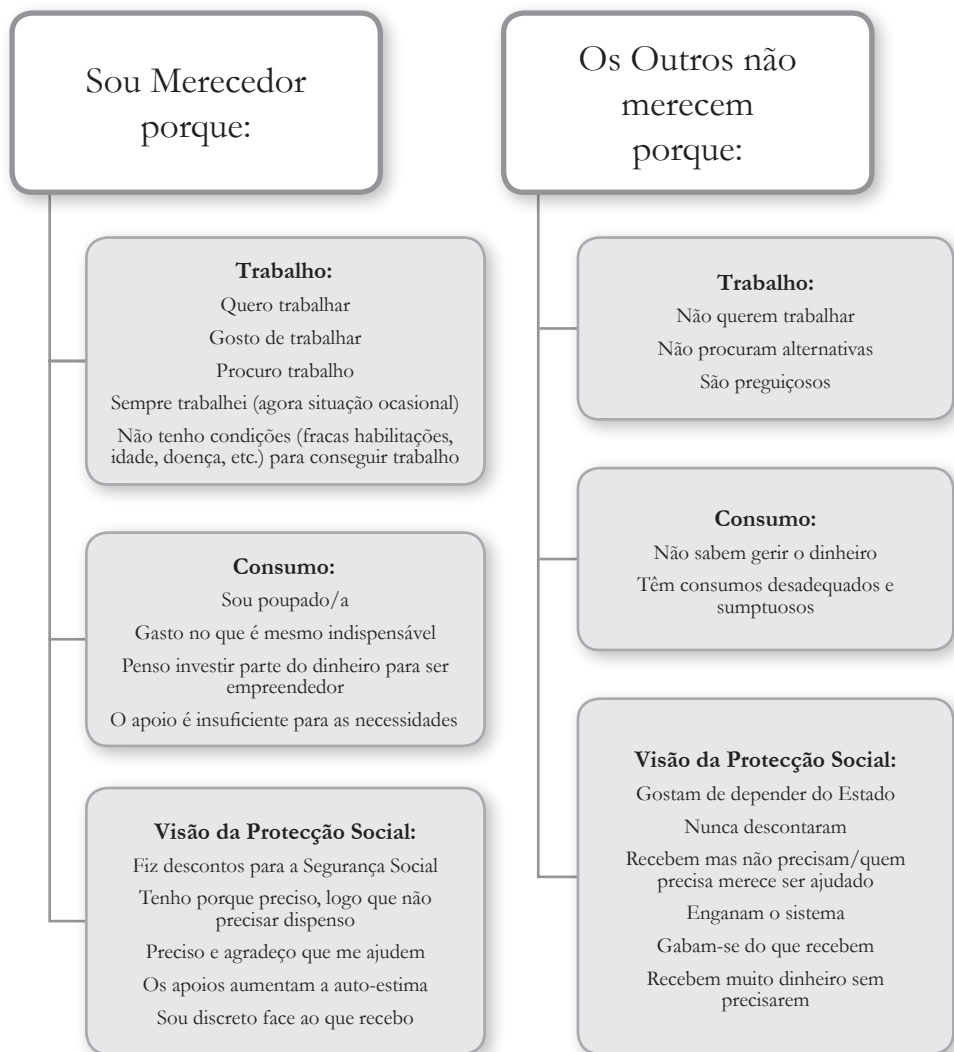 Sou Merecedor
porque:
Trabalho:
Quero trabalhar
Gosto de trabalhar
Procuro trabalho
Sempre trabalhei (agora situação ocasional)
Não tenho condições (fracas habilitações,
idade, doença, etc.) para conseguir trabalho
Consumo:
Sou poupado/a
Gasto no que é mesmo indispensável
Penso investir parte do dinheiro para ser
empreendedor
O apoio é insuficiente para as necessidades
Visão da Protecção Social:
Fiz descontos para a Segurança Social
Tenho porque preciso, logo que não
precisar dispenso
Preciso e agradeço que me ajudem
Os apoios aumentam a auto-estima
Sou discreto face ao que recebo
Os Outros não
merecem
porque:
Trabalho:
Não querem trabalhar
Não procuram alternativas
São preguiçosos
Consumo:
Não sabem gerir o dinheiro
Têm consumos desadequados e
sumptuosos
Visão da Protecção Social:
Gostam de depender do Estado
Nunca descontaram
Recebem mas não precisam/quem
precisa merece ser ajudado
Enganam o sistema
Gabam-se do que recebem
Recebem muito dinheiro sem
precisarem